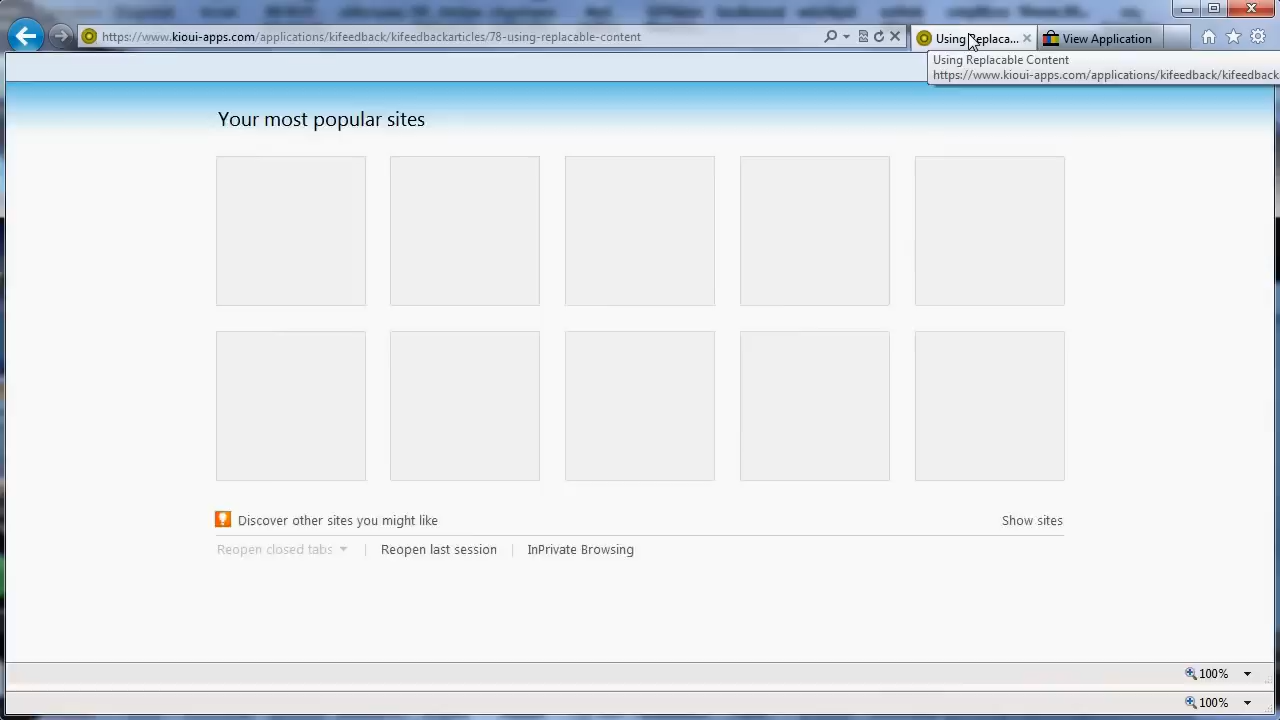 https://www.kioui-apps.com/applications/kifeedback/kifeedbackarticles/78-using-replacable-content
Using Replaca...
View Application
Using Replacable Content
https://www.kioui-apps.com/applications/kifeedback/kifeedback
Your most popular sites
Discover other sites you might like
Show sites
Reopen closed tabs
Reopen last session
InPrivate Browsing
100%
100%